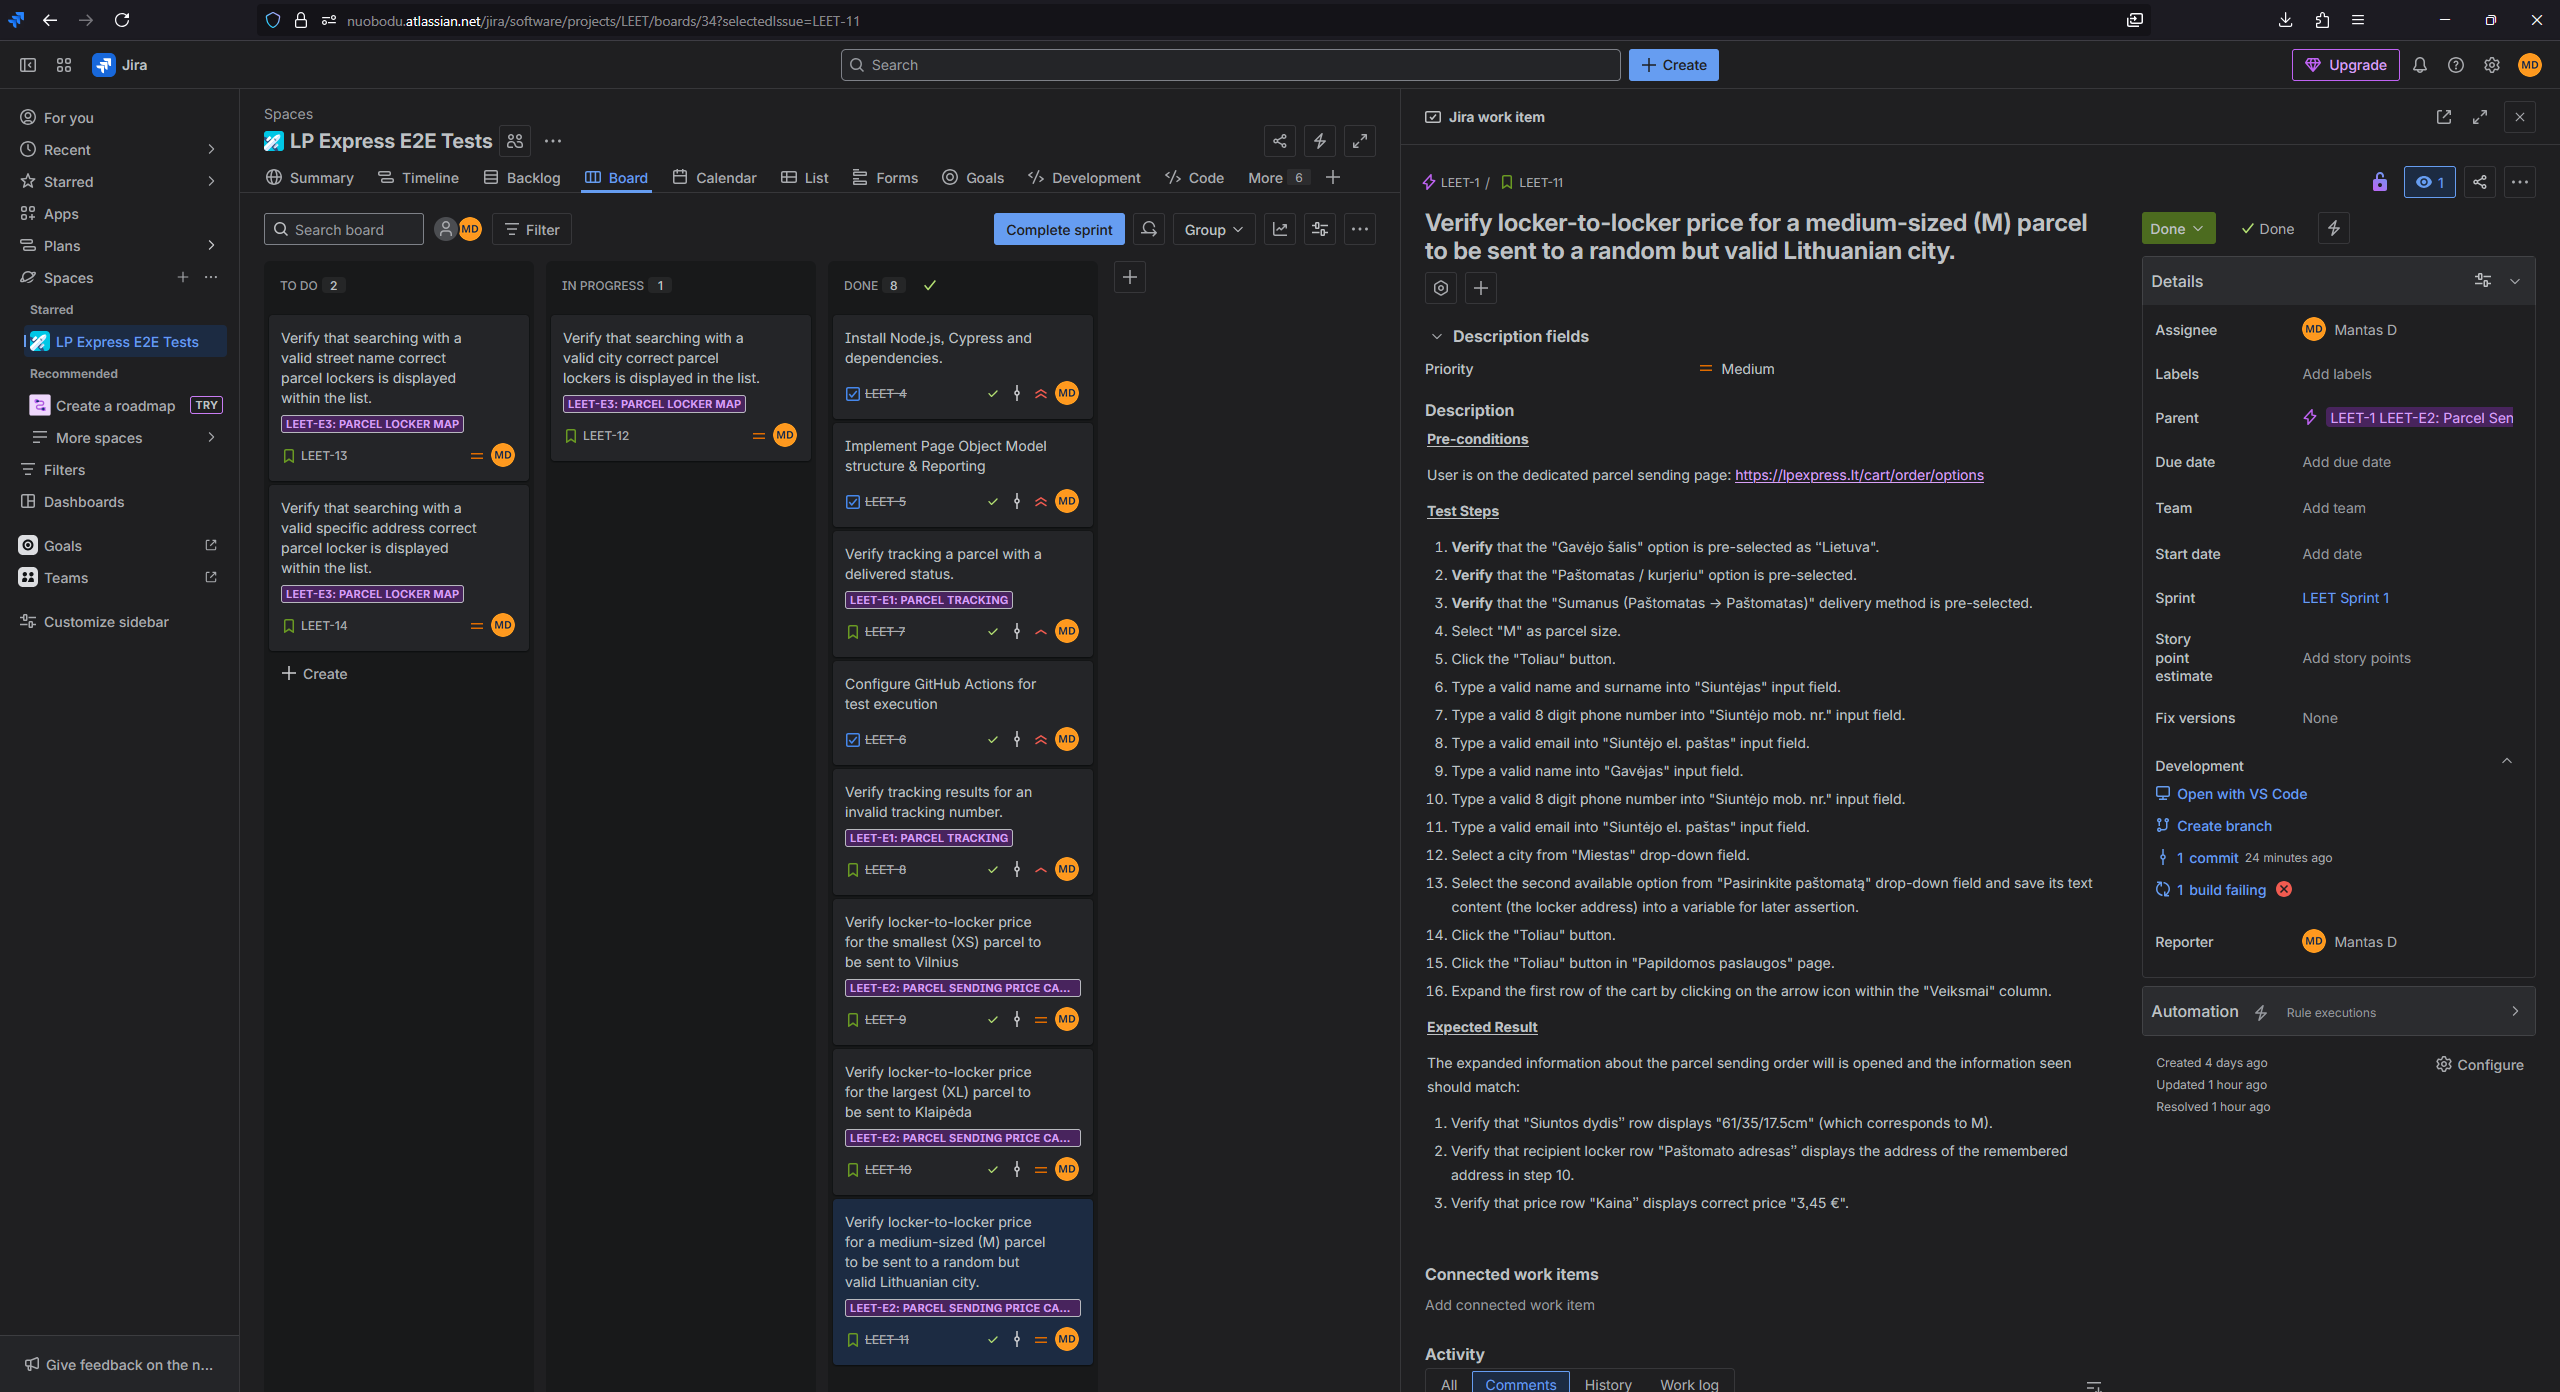 nuobodu.atlassian.net/jira/software/projects/LEET/boards/34?selectedIssue=LEET-11
Jira
Search
Create
Upgrade
MD
For you
Recent
Starred
Apps
Plans
Spaces
Starred
LP Express E2E Tests
Recommended
Create a roadmap TRY
More spaces
Filters
Dashboards
Goals
Teams
Customize sidebar
Give feedback on the n...
Spaces
LP Express E2E Tests
Summary Timeline Backlog Board Calendar List Forms Goals Development Code More 6
Search board
MD
Filter
Complete sprint
Group
TO DO 2
Verify that searching with a
valid street name correct
parcel lockers is displayed
within the list.
LEET-E3: PARCEL LOCKER MAP
LEET-13 MD
Verify that searching with a
valid specific address correct
parcel locker is displayed
within the list.
LEET-E3: PARCEL LOCKER MAP
LEET-14 MD
Create
IN PROGRESS 1
Verify that searching with a
valid city correct parcel
lockers is displayed in the list.
LEET-E3: PARCEL LOCKER MAP
LEET-12 MD
DONE 8
Install Node.js, Cypress and
dependencies.
LEET-4 MD
Implement Page Object Model
structure & Reporting
LEET-5 MD
Verify tracking a parcel with a
delivered status.
LEET-E1: PARCEL TRACKING
LEET-7 MD
Configure GitHub Actions for
test execution
LEET-6 MD
Verify tracking results for an
invalid tracking number.
LEET-E1: PARCEL TRACKING
LEET-8 MD
Verify locker-to-locker price
for the smallest (XS) parcel to
be sent to Vilnius
LEET-E2: PARCEL SENDING PRICE CA...
LEET-9 MD
Verify locker-to-locker price
for the largest (XL) parcel to
be sent to Klaipėda
LEET-E2: PARCEL SENDING PRICE CA...
LEET-10 MD
Verify locker-to-locker price
for a medium-sized (M) parcel
to be sent to a random but
valid Lithuanian city.
LEET-E2: PARCEL SENDING PRICE CA...
LEET-11 MD
Jira work item
LEET-1 / LEET-11
1
Verify locker-to-locker price for a medium-sized (M) parcel
to be sent to a random but valid Lithuanian city.
Description fields
Priority Medium
Description
Pre-conditions
User is on the dedicated parcel sending page: https://lpexpress.lt/cart/order/options
Test Steps
1. Verify that the "Gavėjo šalis" option is pre-selected as "Lietuva".
2. Verify that the "Paštomatas / kurjeriu" option is pre-selected.
3. Verify that the "Sumanus (Paštomatas → Paštomatas)" delivery method is pre-selected.
4. Select "M" as parcel size.
5. Click the "Toliau" button.
6. Type a valid name and surname into "Siuntėjas" input field.
7. Type a valid 8 digit phone number into "Siuntėjo mob. nr." input field.
8. Type a valid email into "Siuntėjo el. paštas" input field.
9. Type a valid name into "Gavėjas" input field.
10. Type a valid 8 digit phone number into "Siuntėjo mob. nr." input field.
11. Type a valid email into "Siuntėjo el. paštas" input field.
12. Select a city from "Miestas" drop-down field.
13. Select the second available option from "Pasirinkite paštomatą" drop-down field and save its text
content (the locker address) into a variable for later assertion.
14. Click the "Toliau" button.
15. Click the "Toliau" button in "Papildomos paslaugos" page.
16. Expand the first row of the cart by clicking on the arrow icon within the "Veiksmai" column.
Expected Result
The expanded information about the parcel sending order will is opened and the information seen
should match:
1. Verify that "Siuntos dydis" row displays "61/35/17.5cm" (which corresponds to M).
2. Verify that recipient locker row "Paštomato adresas" displays the address of the remembered
address in step 10.
3. Verify that price row "Kaina" displays correct price "3,45 €".
Connected work items
Add connected work item
Activity
All Comments History Work log
Done Done
Details
Assignee MD Mantas D
Labels Add labels
Parent LEET-1 LEET-E2: Parcel Sen
Due date Add due date
Team Add team
Start date Add date
Sprint LEET Sprint 1
Story
point Add story points
estimate
Fix versions None
Development
Open with VS Code
Create branch
1 commit 24 minutes ago
1 build failing
Reporter MD Mantas D
Automation Rule executions
Created 4 days ago Configure
Updated 1 hour ago
Resolved 1 hour ago